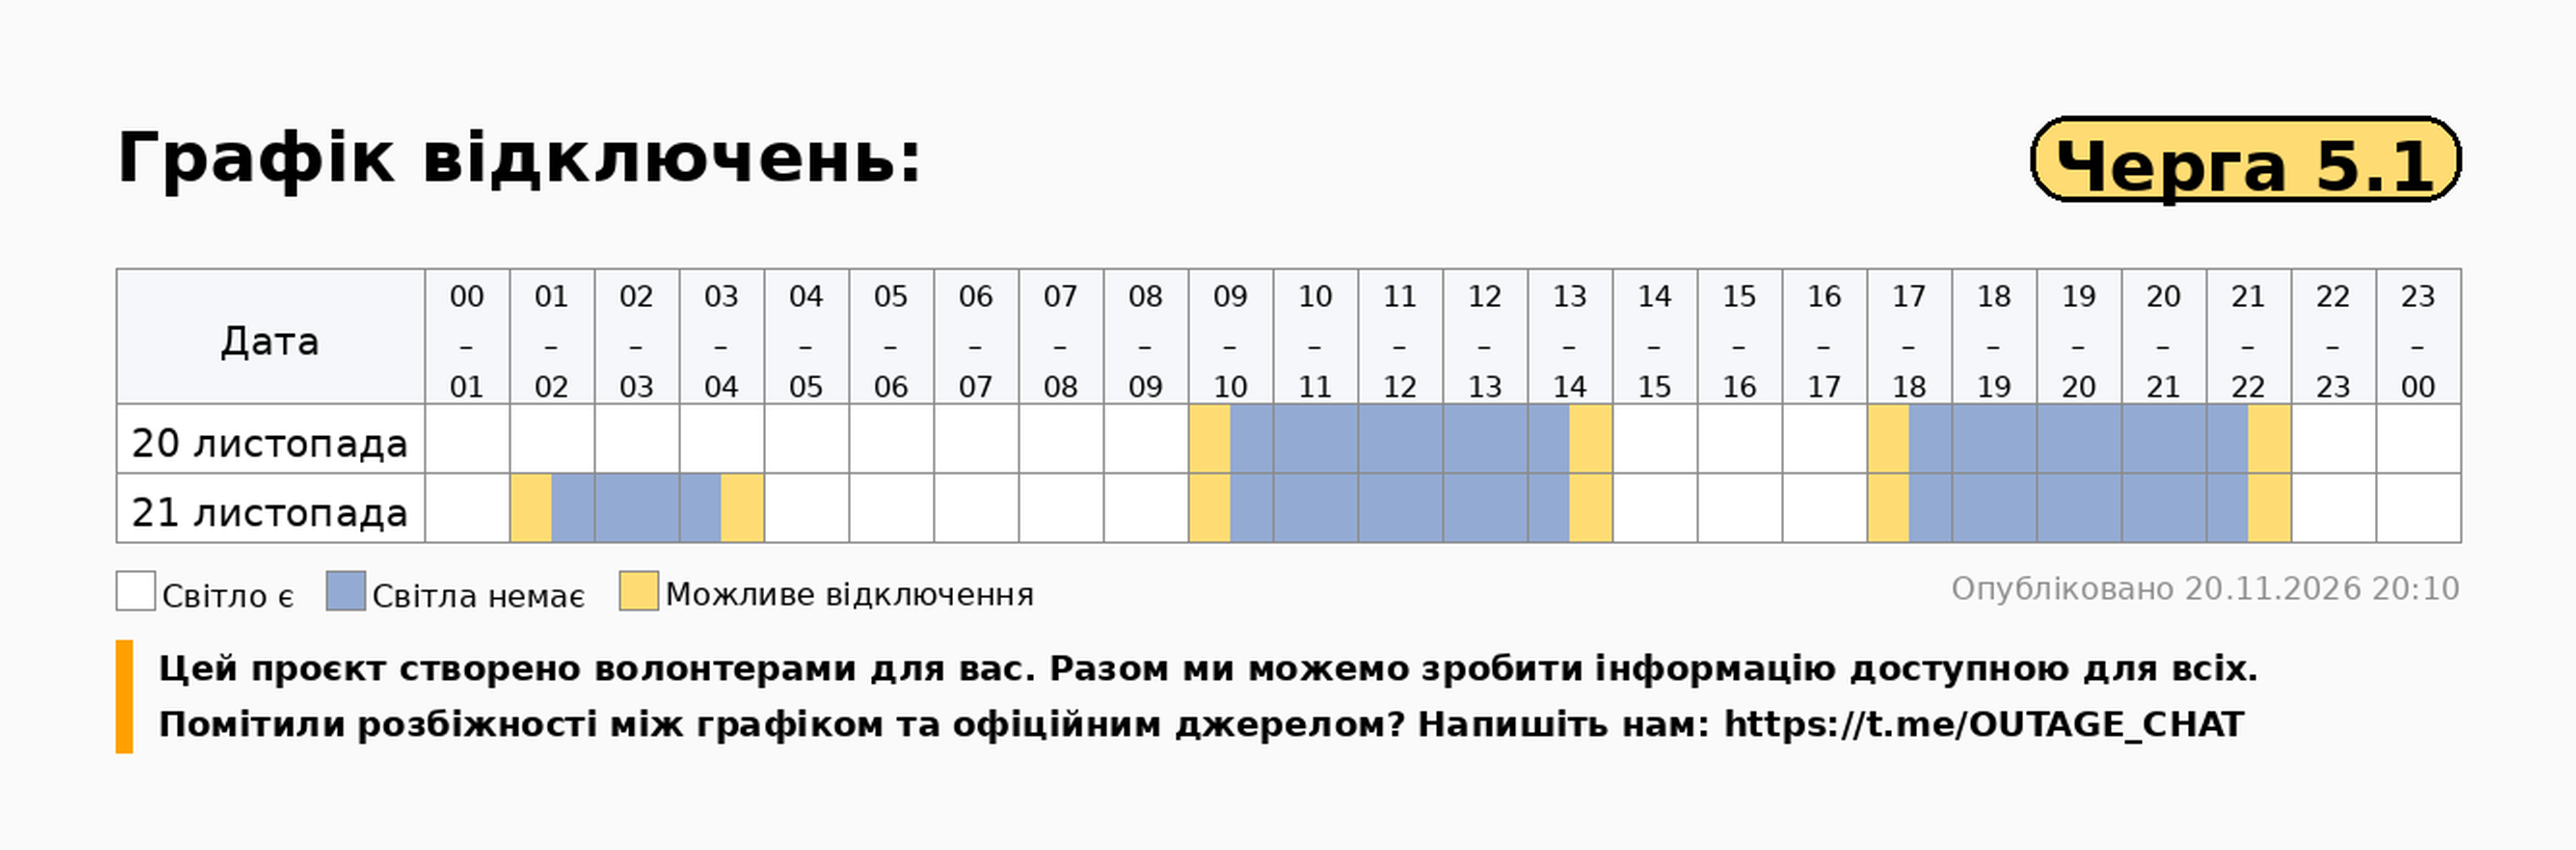 Графік відключень:
Черга 5.1
Дата
00 – 01
01 – 02
02 – 03
03 – 04
04 – 05
05 – 06
06 – 07
07 – 08
08 – 09
09 – 10
10 – 11
11 – 12
12 – 13
13 – 14
14 – 15
15 – 16
16 – 17
17 – 18
18 – 19
19 – 20
20 – 21
21 – 22
22 – 23
23 – 00
20 листопада
21 листопада
Світло є
Світла немає
Можливе відключення
Опубліковано 20.11.2026 20:10
Цей проєкт створено волонтерами для вас. Разом ми можемо зробити інформацію доступною для всіх.
Помітили розбіжності між графіком та офіційним джерелом? Напишіть нам: https://t.me/OUTAGE_CHAT